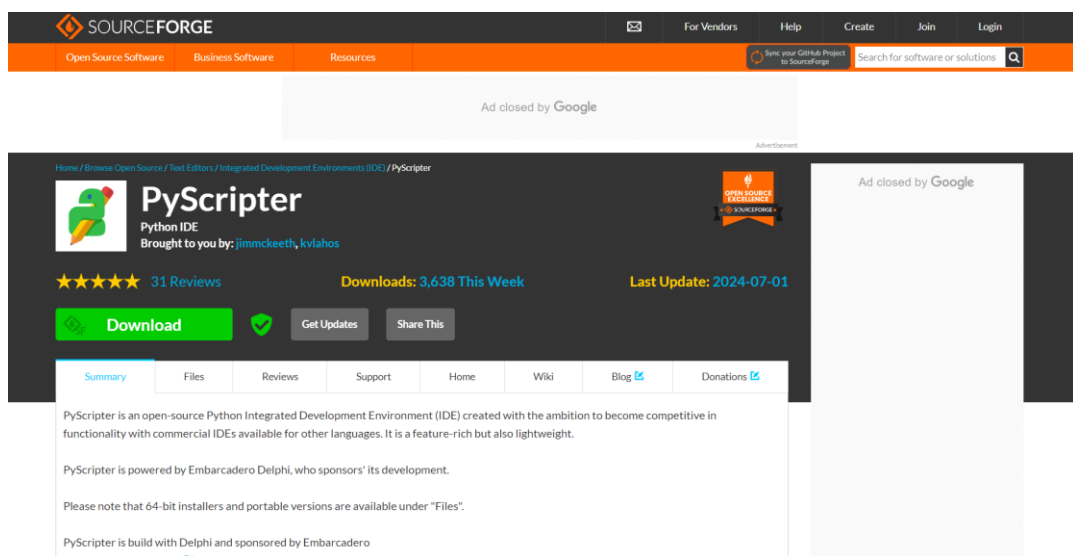 SOURCEFORGE
For Vendors Help Create Join Login
Open Source Software Business Software Resources
Sync your GitHub Project
to SourceForge
Search for software or solutions
Ad closed by Google
Advertisement
Home / Browse Open Source / Text Editors / Integrated Development Environments (IDE) / PyScripter
Ad closed by Google
PyScripter
Python IDE
Brought to you by: jimmckeeth, kvlahos
OPEN SOURCE
EXCELLENCE
SOURCEFORGE
31 Reviews Downloads: 3,638 This Week Last Update: 2024-07-01
Download Get Updates Share This
Summary Files Reviews Support Home Wiki Blog Donations
PyScripter is an open-source Python Integrated Development Environment (IDE) created with the ambition to become competitive in
functionality with commercial IDEs available for other languages. It is a feature-rich but also lightweight.
PyScripter is powered by Embarcadero Delphi, who sponsors' its development.
Please note that 64-bit installers and portable versions are available under "Files".
PyScripter is build with Delphi and sponsored by Embarcadero